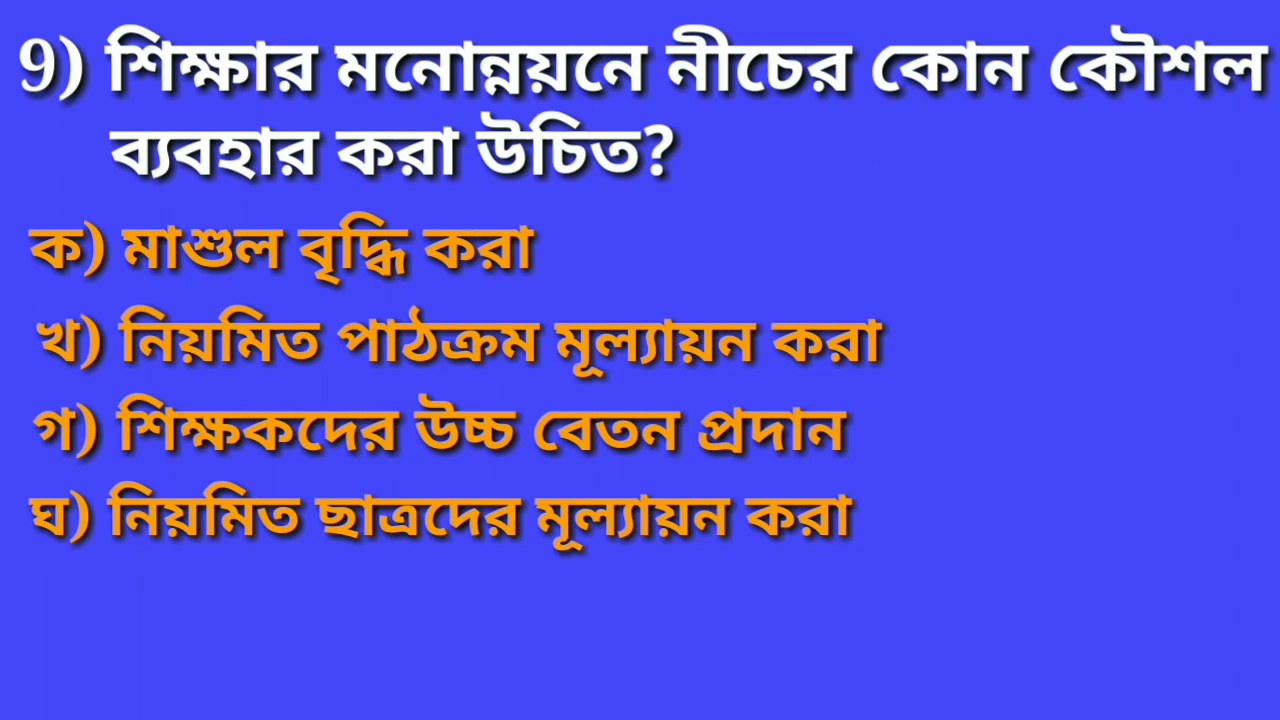 9) শিক্ষার মনোন্নয়নে নীচের কোন কৌশল
ব্যবহার করা উচিত?
ক) মাশুল বৃদ্ধি করা
খ) নিয়মিত পাঠক্রম মূল্যায়ন করা
গ) শিক্ষকদের উচ্চ বেতন প্রদান
ঘ) নিয়মিত ছাত্রদের মূল্যায়ন করা